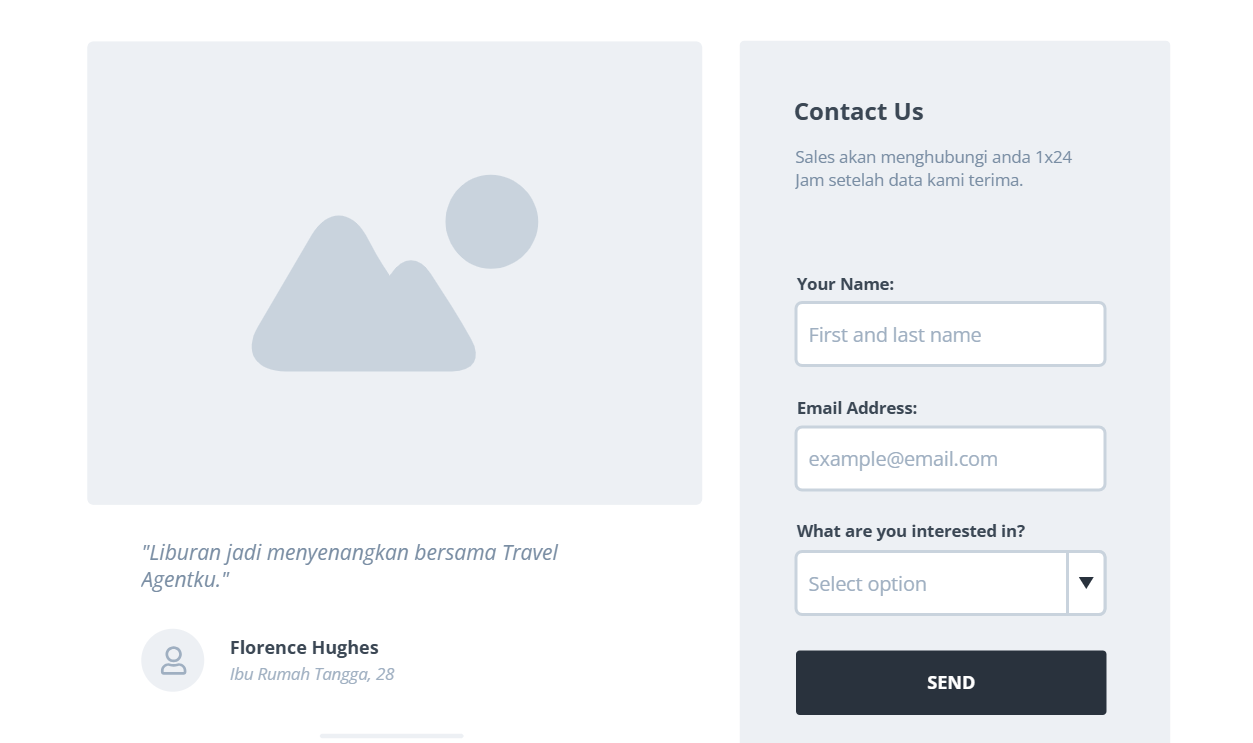 "Liburan jadi menyenangkan bersama Travel
Agentku."
Florence Hughes
Ibu Rumah Tangga, 28
Contact Us
Sales akan menghubungi anda 1x24
Jam setelah data kami terima.
Your Name:
First and last name
Email Address:
example@email.com
What are you interested in?
Select option
SEND